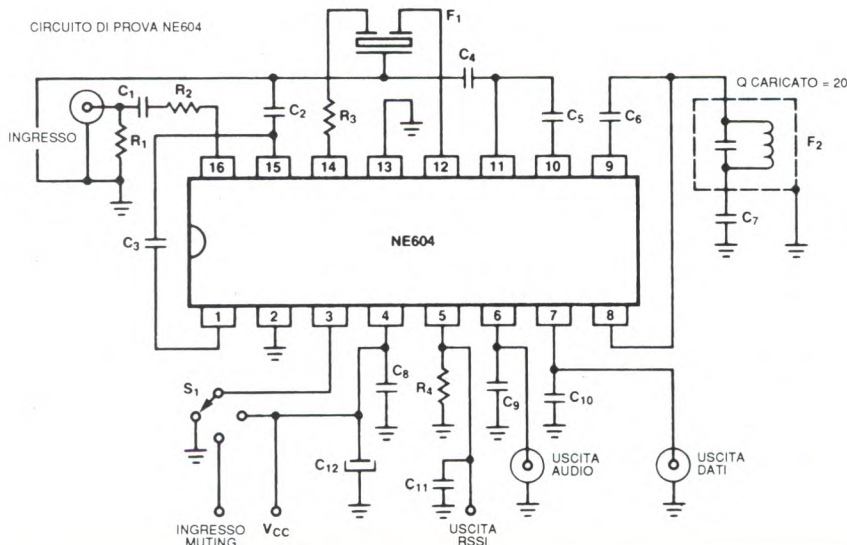 CIRCUITO DI PROVA NE604
F1
C4
Q CARICATO = 20
C1
R2
C2
R3
C5
C6
F2
INGRESSO
R1
16 15 14 13 12 11 10 9
C7
C3
NE604
1 2 3 4 5 6 7 8
S1
C8
R4
C9
C10
C12
C11
USCITA
AUDIO
USCITA
DATI
INGRESSO
MUTING
VCC
USCITA
RSSI